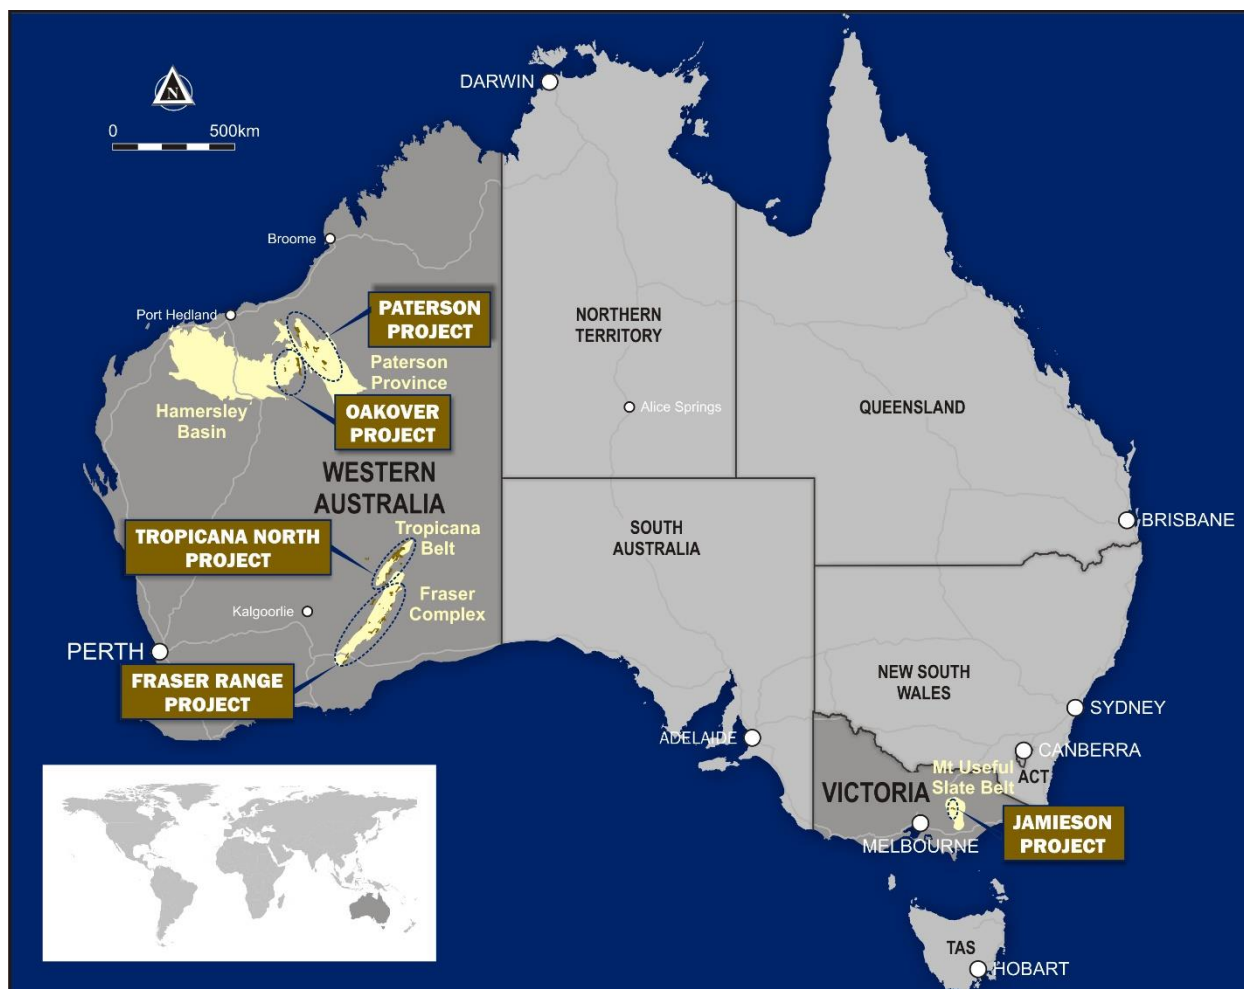 DARWIN
N
0 500km
Broome
Port Hedland
PATERSON
PROJECT
Paterson
Province
Hamersley
Basin
OAKOVER
PROJECT
NORTHERN
TERRITORY
Alice Springs
QUEENSLAND
WESTERN
AUSTRALIA
TROPICANA NORTH
PROJECT
Tropicana
Belt
SOUTH
AUSTRALIA
BRISBANE
Kalgoorlie
Fraser
Complex
PERTH
FRASER RANGE
PROJECT
NEW SOUTH
WALES
SYDNEY
ADELAIDE
CANBERRA
ACT
Mt Useful
Slate Belt
VICTORIA
MELBOURNE
JAMIESON
PROJECT
TAS
HOBART